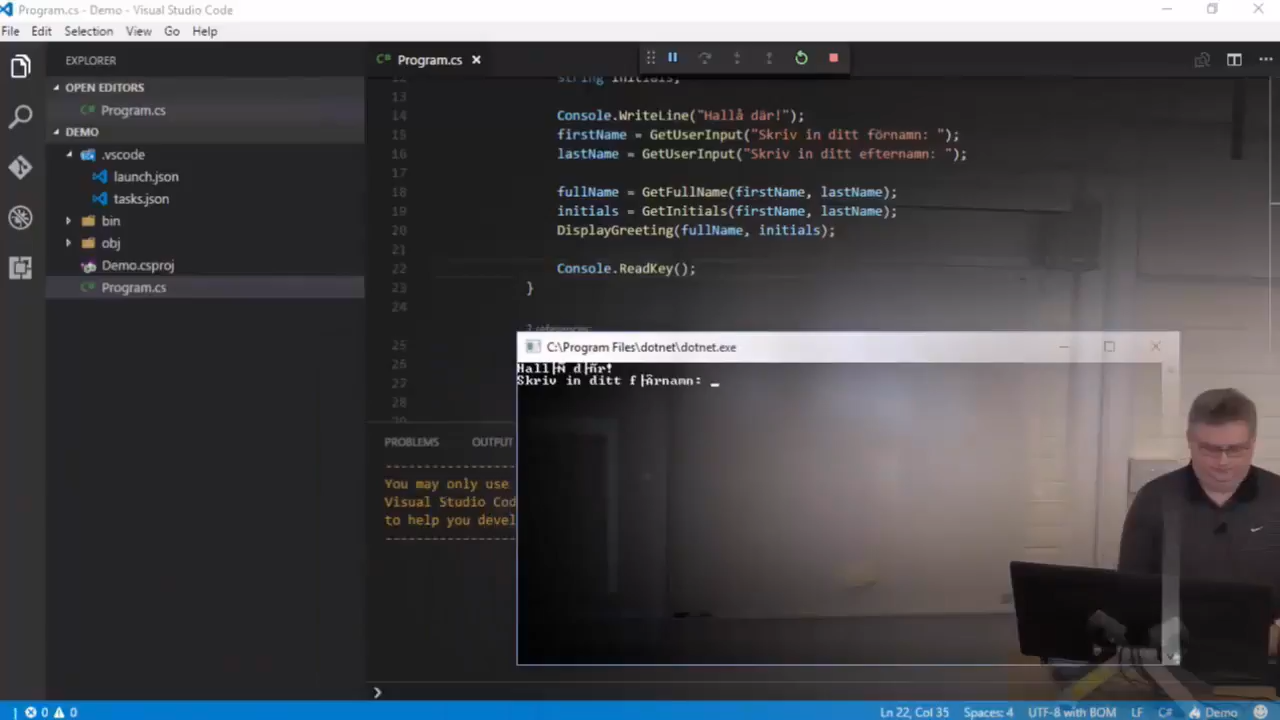 Program.cs - Demo - Visual Studio Code
File Edit Selection View Go Help
EXPLORER
OPEN EDITORS
C# Program.cs
DEMO
.vscode
launch.json
tasks.json
bin
obj
Demo.csproj
C# Program.cs
C# Program.cs
string initials;
13
14 Console.WriteLine("Hallå där!");
15 firstName = GetUserInput("Skriv in ditt förnamn: ");
16 lastName = GetUserInput("Skriv in ditt efternamn: ");
17
18 fullName = GetFullName(firstName, lastName);
19 initials = GetInitials(firstName, lastName);
20 DisplayGreeting(fullName, initials);
21
22 Console.ReadKey();
23 }
24
2 references
25
26
27
28
C:\Program Files\dotnet\dotnet.exe
Skriv in ditt
PROBLEMS OUTPUT
You may only use
Visual Studio Cod
to help you devel
0 0
Ln 22, Col 35 Spaces: 4 UTF-8 with BOM LF C# Demo